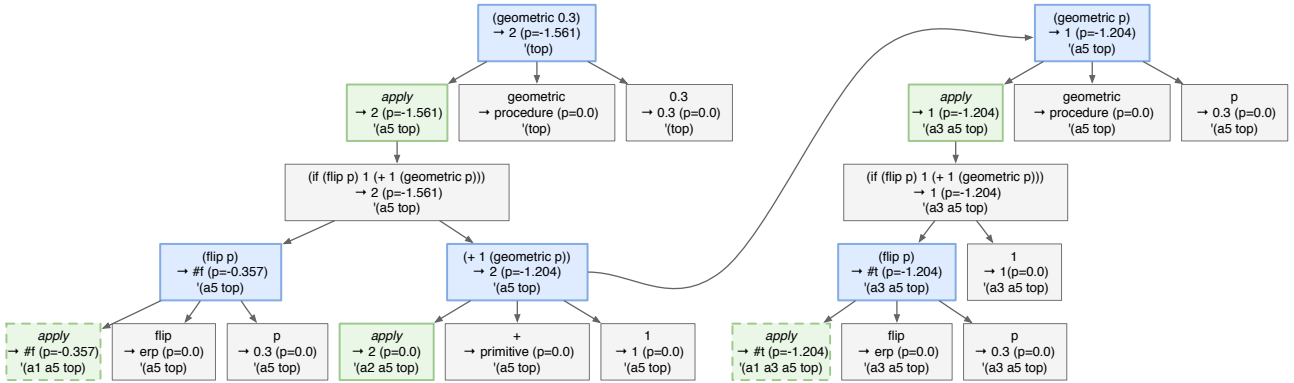 (geometric 0.3)
→ 2 (p=-1.561)
'(top)
(geometric p)
→ 1 (p=-1.204)
'(a5 top)
apply
→ 2 (p=-1.561)
'(a5 top)
geometric
→ procedure (p=0.0)
'(top)
0.3
→ 0.3 (p=0.0)
'(top)
apply
→ 1 (p=-1.204)
'(a3 a5 top)
geometric
→ procedure (p=0.0)
'(a5 top)
p
→ 0.3 (p=0.0)
'(a5 top)
(if (flip p) 1 (+ 1 (geometric p)))
→ 2 (p=-1.561)
'(a5 top)
(if (flip p) 1 (+ 1 (geometric p)))
→ 1 (p=-1.204)
'(a3 a5 top)
(flip p)
→ #f (p=-0.357)
'(a5 top)
(+ 1 (geometric p))
→ 2 (p=-1.204)
'(a5 top)
(flip p)
→ #t (p=-1.204)
'(a3 a5 top)
1
→ 1(p=0.0)
'(a3 a5 top)
apply
→ #f (p=-0.357)
'(a1 a5 top)
flip
→ erp (p=0.0)
'(a5 top)
p
→ 0.3 (p=0.0)
'(a5 top)
apply
→ 2 (p=0.0)
'(a2 a5 top)
+
→ primitive (p=0.0)
'(a5 top)
1
→ 1 (p=0.0)
'(a5 top)
apply
→ #t (p=-1.204)
'(a1 a3 a5 top)
flip
→ erp (p=0.0)
'(a3 a5 top)
p
→ 0.3 (p=0.0)
'(a3 a5 top)